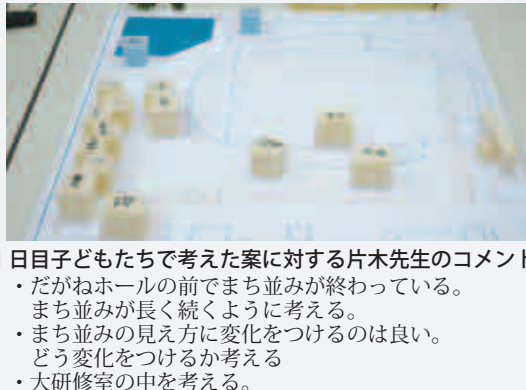 日目子どもたちで考えた案に対する片木先生のコメント
・だがねホールの前でまち並みが終わっている。
まち並みが長く続くように考える。
・まち並みの見え方に変化をつけるのは良い。
どう変化をつけるか考える
・大研修室の中を考える。